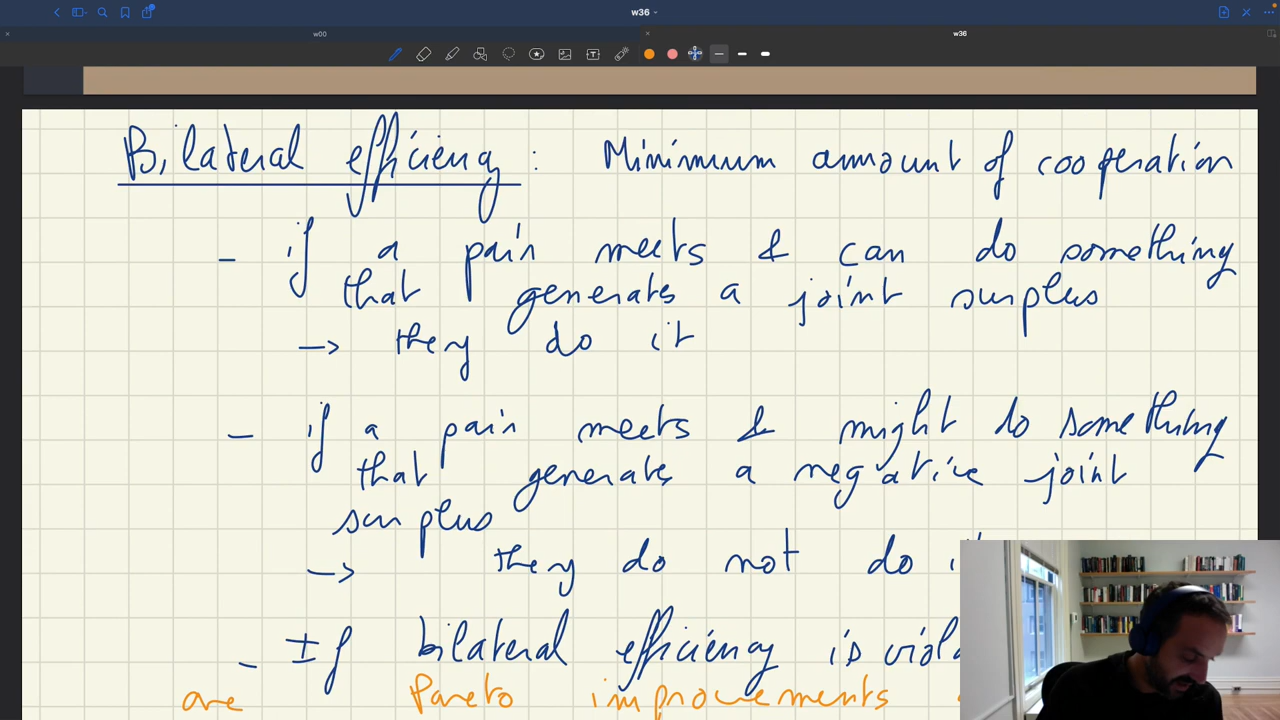 w36
w00
w36
Bilateral efficiency : Minimum amount of cooperation
- if a pair meets & can do something
that generates a joint surplus
→ they do it
- if a pair meets & might do something
that generates a negative joint
surplus
→ they do not do
- If bilateral efficiency is
are Pareto improvements